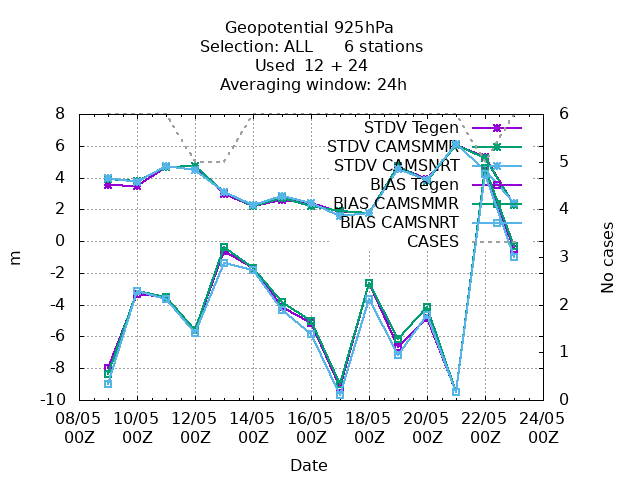 Geopotential 925hPa
Selection: ALL      6 stations
Used  12 + 24
Averaging window: 24h
STDV Tegen
STDV CAMSMMR
STDV CAMSNRT
BIAS Tegen
BIAS CAMSMMR
BIAS CAMSNRT
CASES
8
6
4
2
0
-2
-4
-6
-8
-10
m
6
5
4
3
2
1
0
No cases
08/05 10/05 12/05 14/05 16/05 18/05 20/05 22/05 24/05
00Z 00Z 00Z 00Z 00Z 00Z 00Z 00Z 00Z
Date